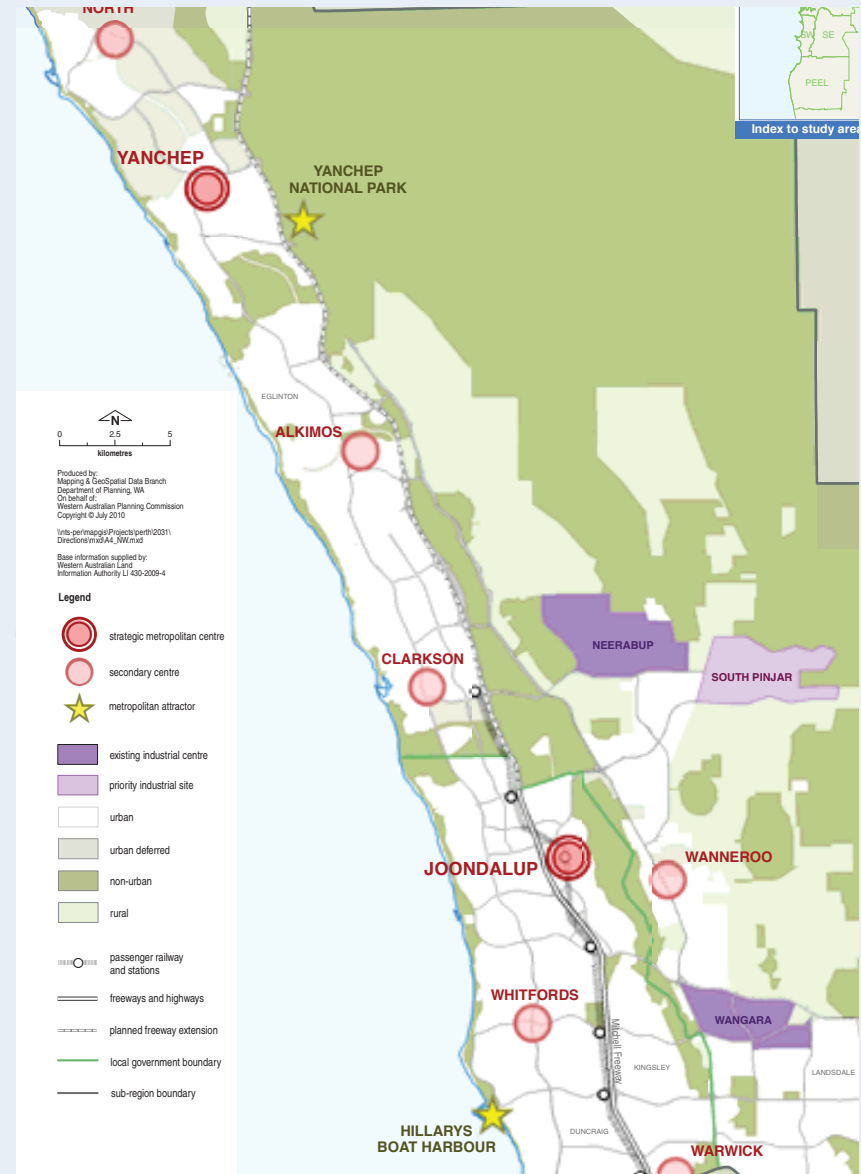 NORTH
SW SE
PEEL
Index to study area
YANCHEP
YANCHEP
NATIONAL PARK
EGLINTON
ALKIMOS
N
0 2.5 5
kilometres
Produced by:
Mapping & GeoSpatial Data Branch
Department of Planning, WA
On behalf of:
Western Australian Planning Commission
Copyright © July 2010
\\nts-per\mapgis\Projects\perth\2031\
Directions\mxd\A4_NW.mxd
Base information supplied by:
Western Australian Land
Information Authority LI 430-2009-4
Legend
strategic metropolitan centre
secondary centre
metropolitan attractor
existing industrial centre
priority industrial site
urban
urban deferred
non-urban
rural
passenger railway
and stations
freeways and highways
planned freeway extension
local government boundary
sub-region boundary
NEERABUP
SOUTH PINJAR
CLARKSON
JOONDALUP
WANNEROO
WHITFORDS
WANGARA
Mitchell Freeway
KINGSLEY
LANDSDALE
HILLARYS
BOAT HARBOUR
DUNCRAIG
WARWICK